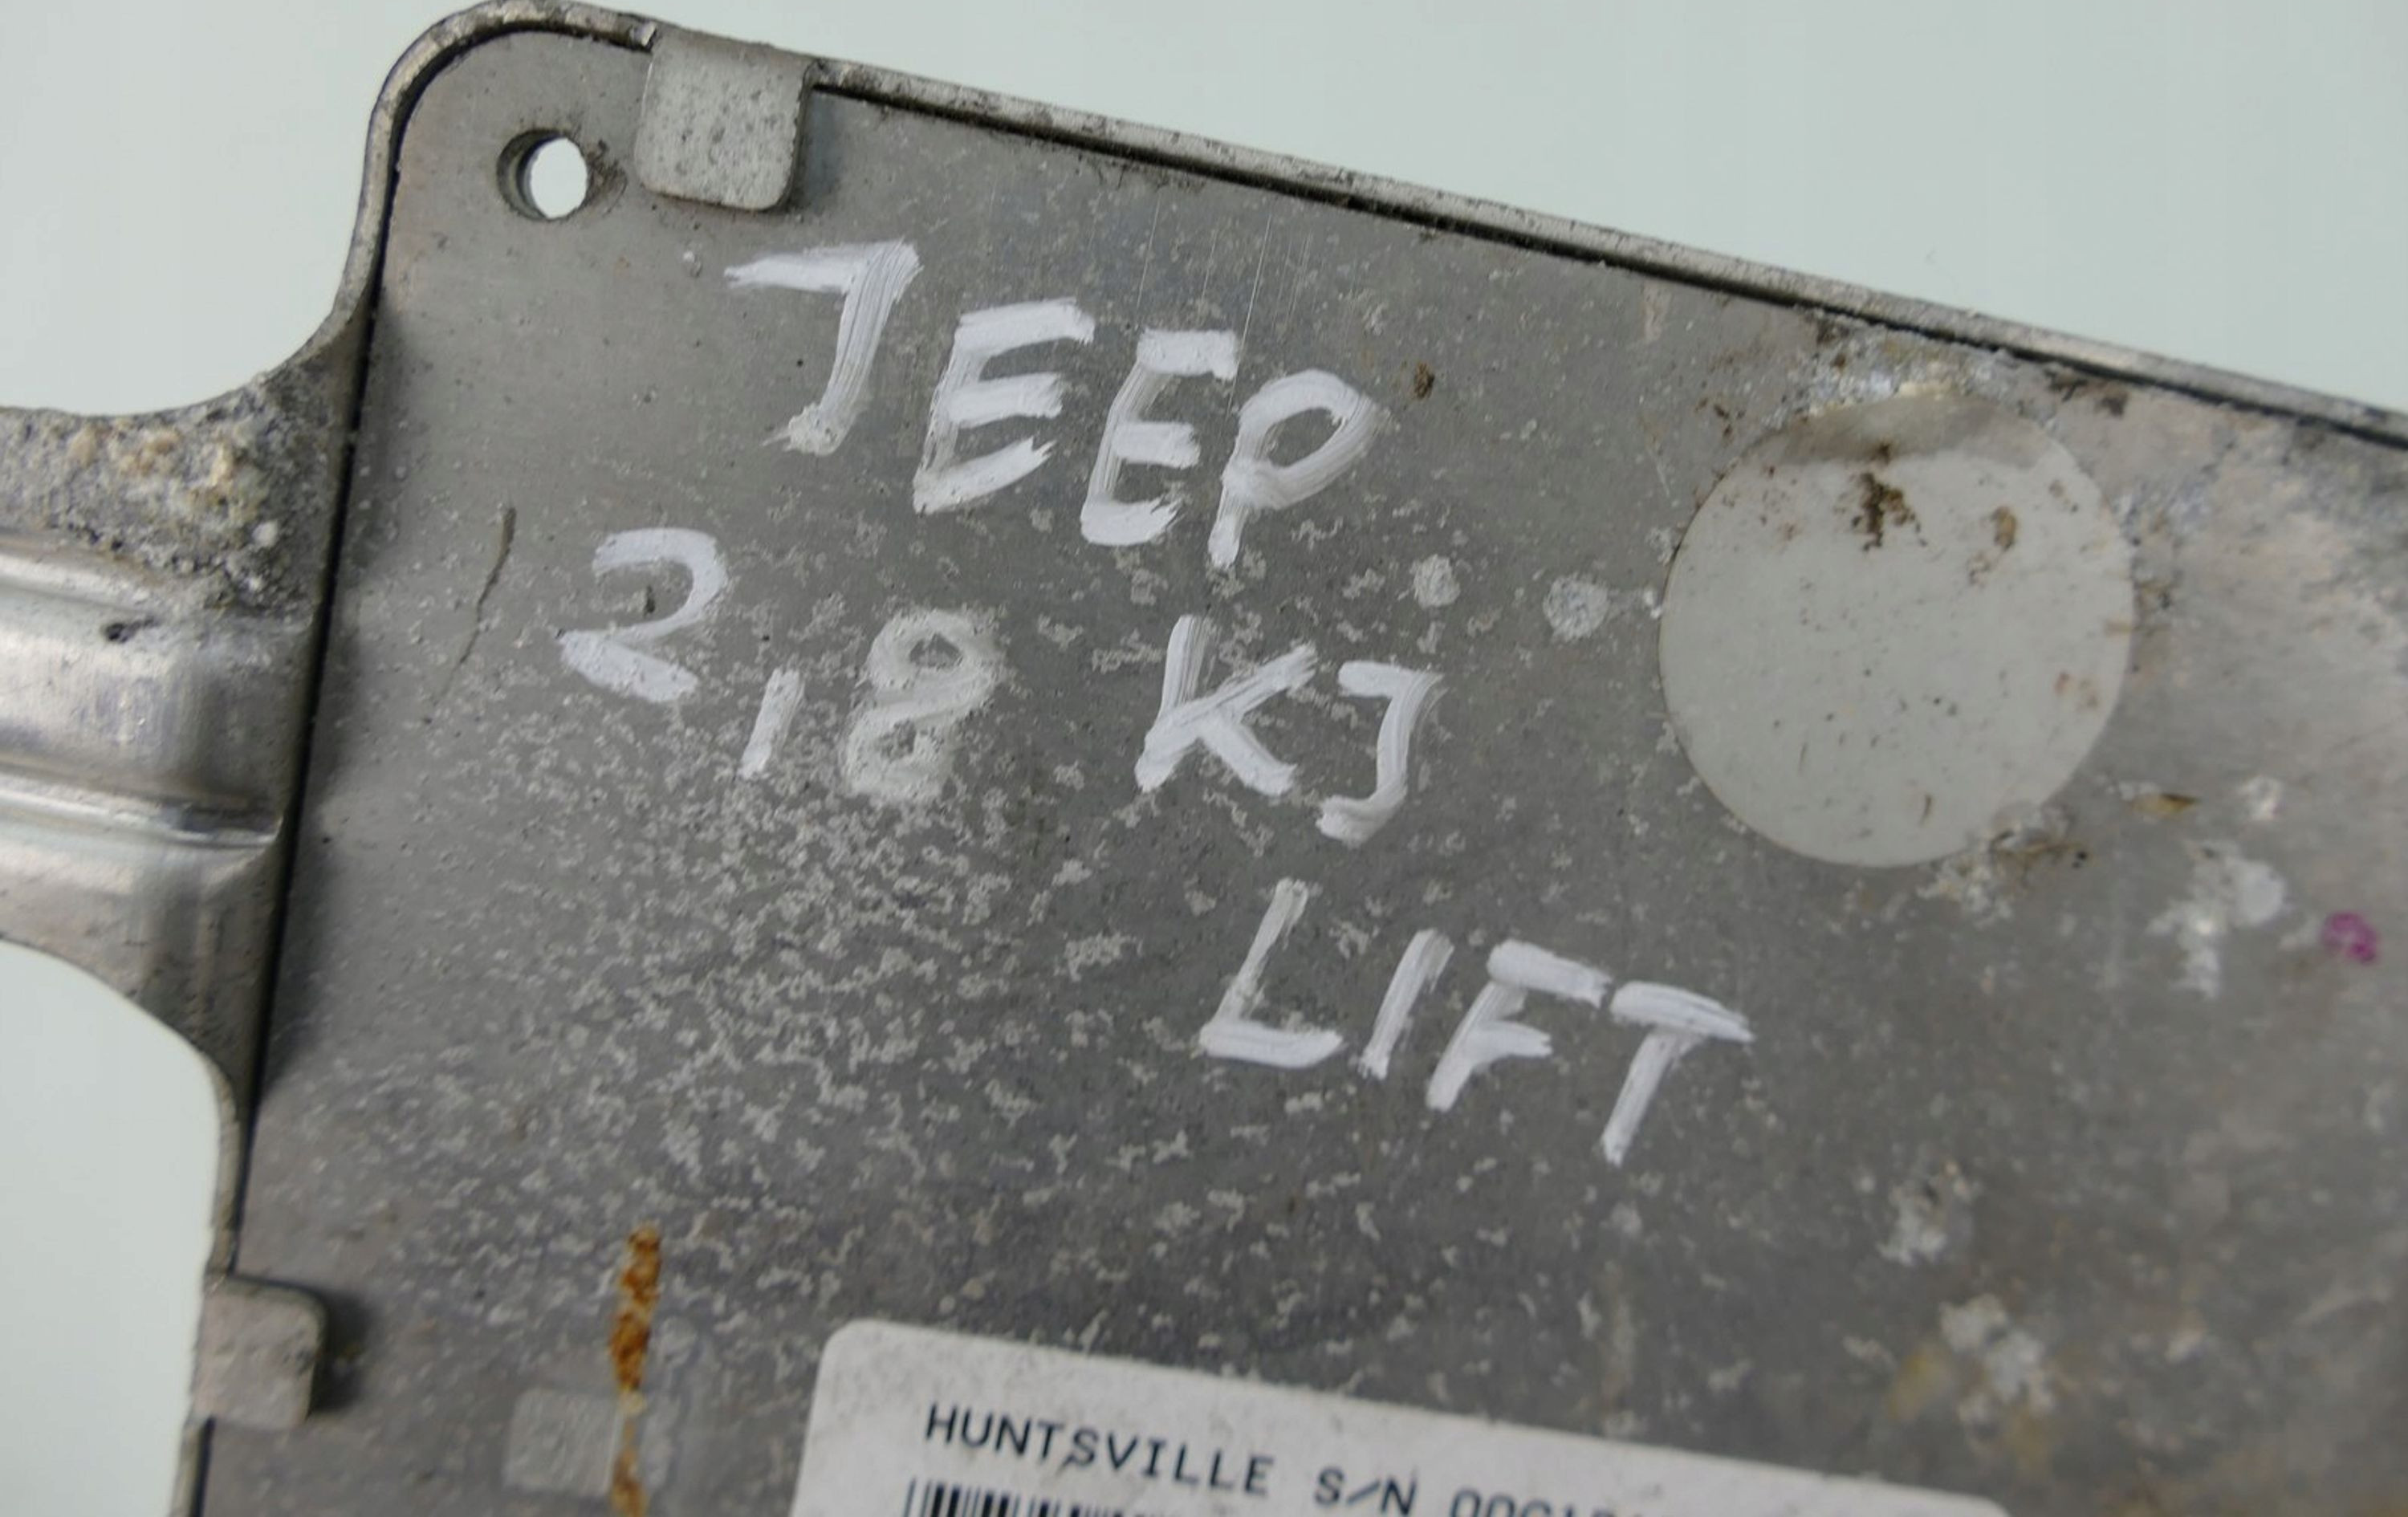 JEEP
2,8 KJ
LIFT
HUNTSVILLE S/N